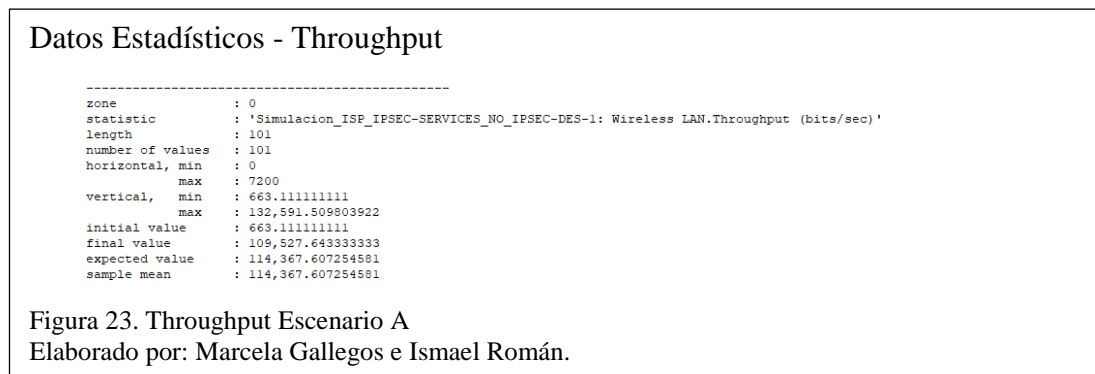 Datos Estadísticos - Throughput
-----------------------------------------------
zone : 0
statistic : 'Simulacion_ISP_IPSEC-SERVICES_NO_IPSEC-DES-1: Wireless LAN.Throughput (bits/sec)'
length : 101
number of values : 101
horizontal, min : 0
max : 7200
vertical, min : 663.111111111
max : 132,591.509803922
initial value : 663.111111111
final value : 109,527.643333333
expected value : 114,367.607254581
sample mean : 114,367.607254581
Figura 23. Throughput Escenario A
Elaborado por: Marcela Gallegos e Ismael Román.